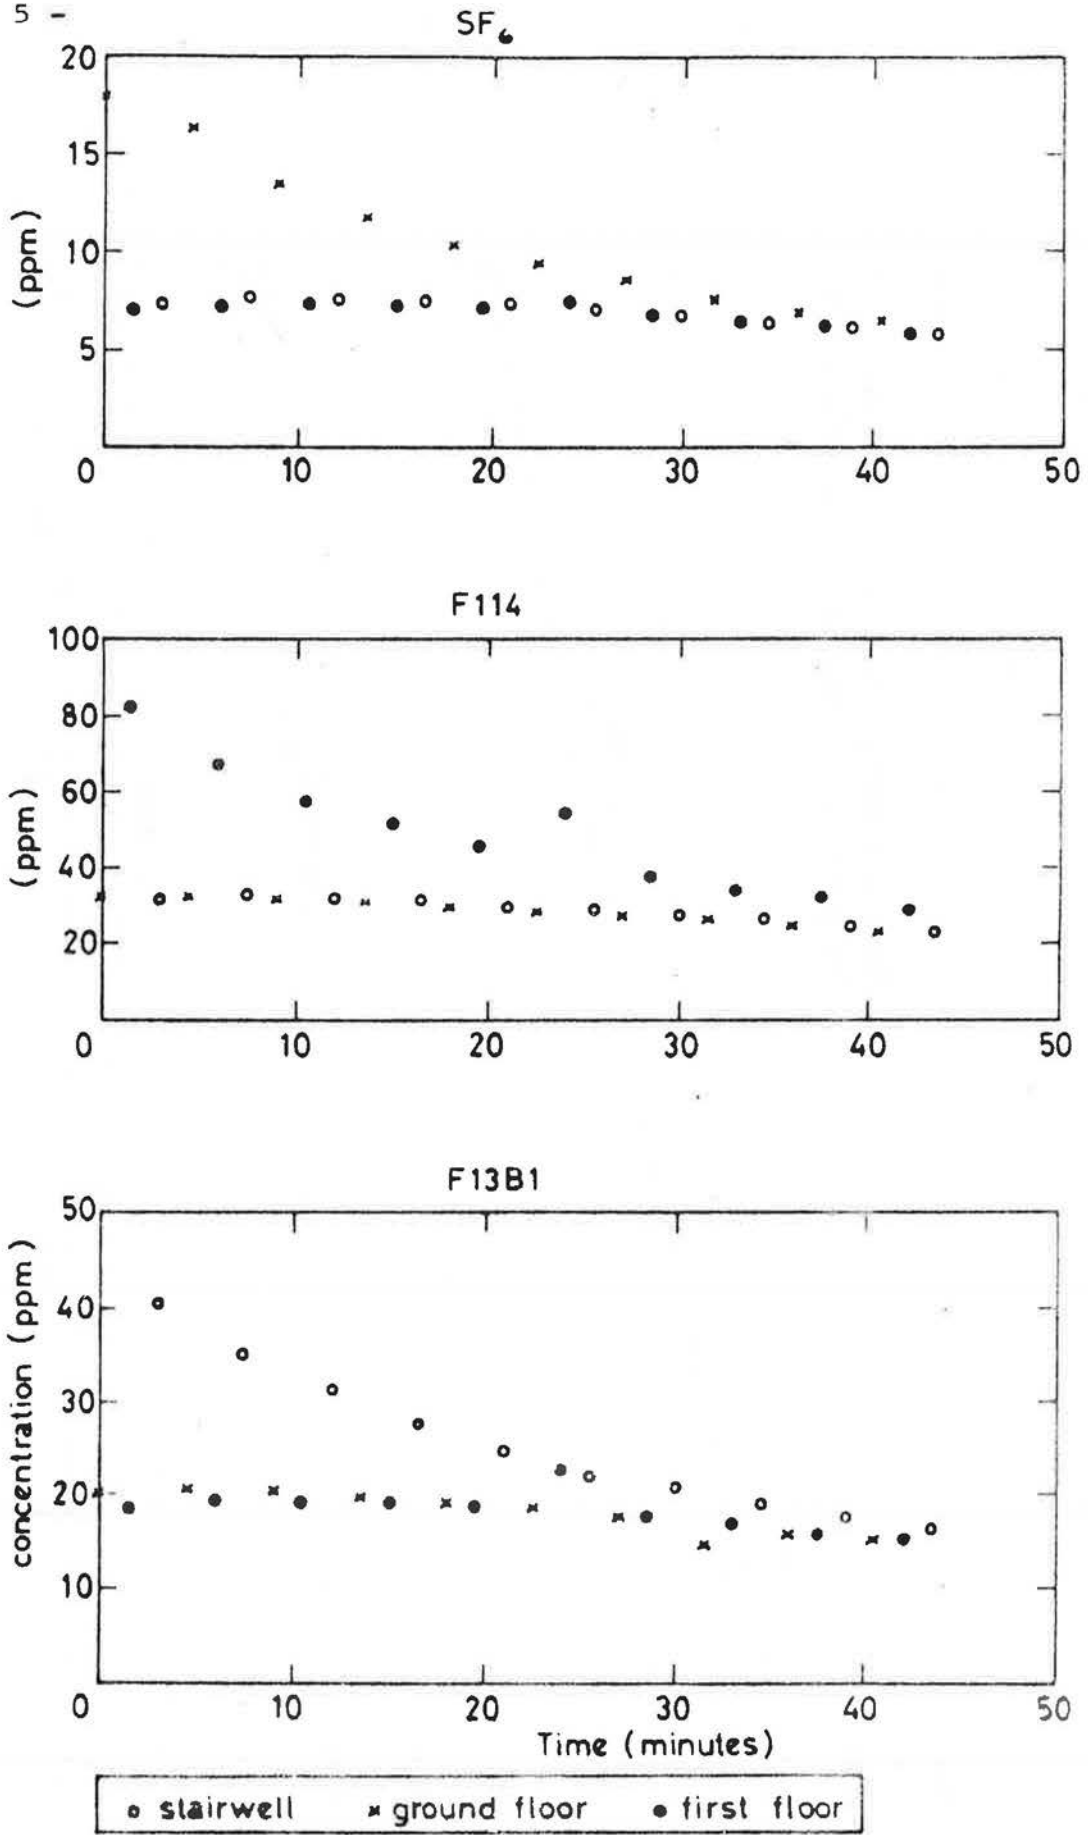 5 -
SF₆
20
15
10
5
0 10 20 30 40 50
(ppm)
F114
100
80
60
40
20
0 10 20 30 40 50
(ppm)
F13B1
50
40
30
20
10
0 10 20 30 40 50
concentration (ppm)
Time (minutes)
o stairwell x ground floor ● first floor